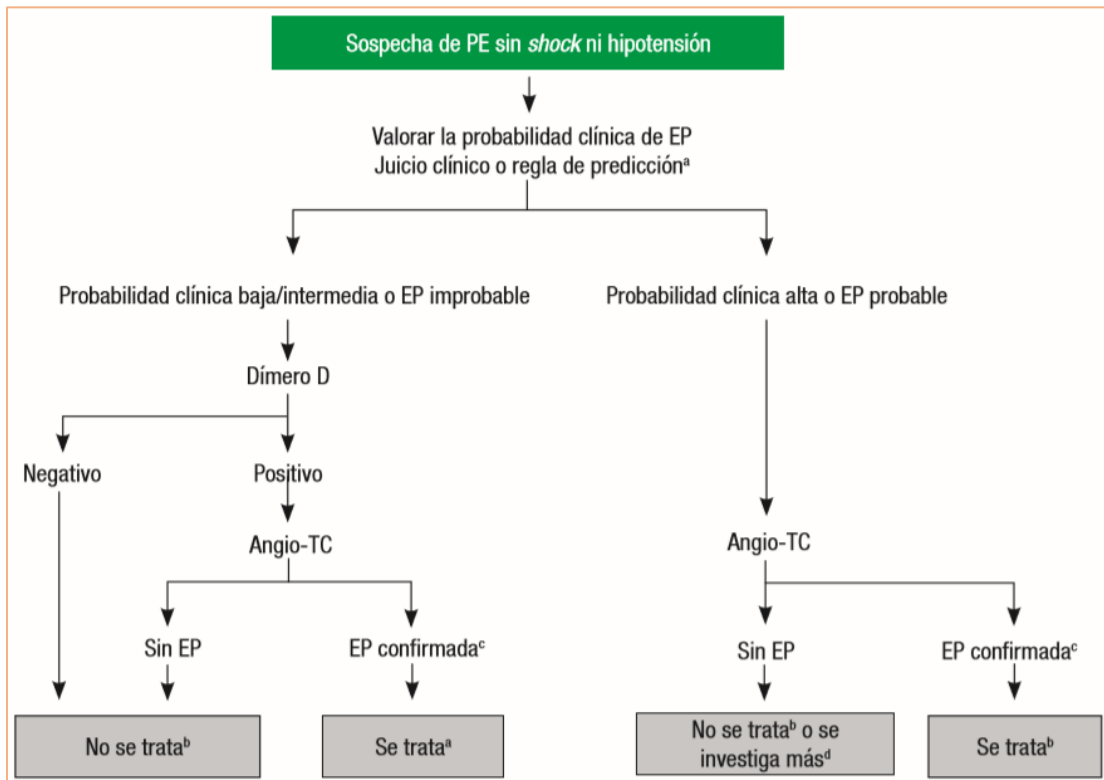 Sospecha de PE sin shock ni hipotensión
Valorar la probabilidad clínica de EP
Juicio clínico o regla de predicciónᵃ
Probabilidad clínica baja/intermedia o EP improbable
Probabilidad clínica alta o EP probable
Dímero D
Negativo
Positivo
Angio-TC
Angio-TC
Sin EP
EP confirmadaᶜ
Sin EP
EP confirmadaᶜ
No se trataᵇ
Se trataᵃ
No se trataᵇ o se
investiga másᵈ
Se trataᵇ